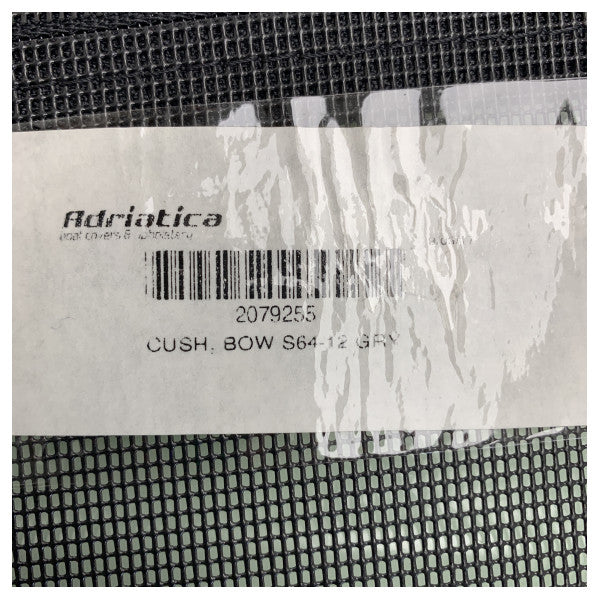 Adriatica
boat covers & upholstery
2079255
CUSH, BOW S64-12 GRY